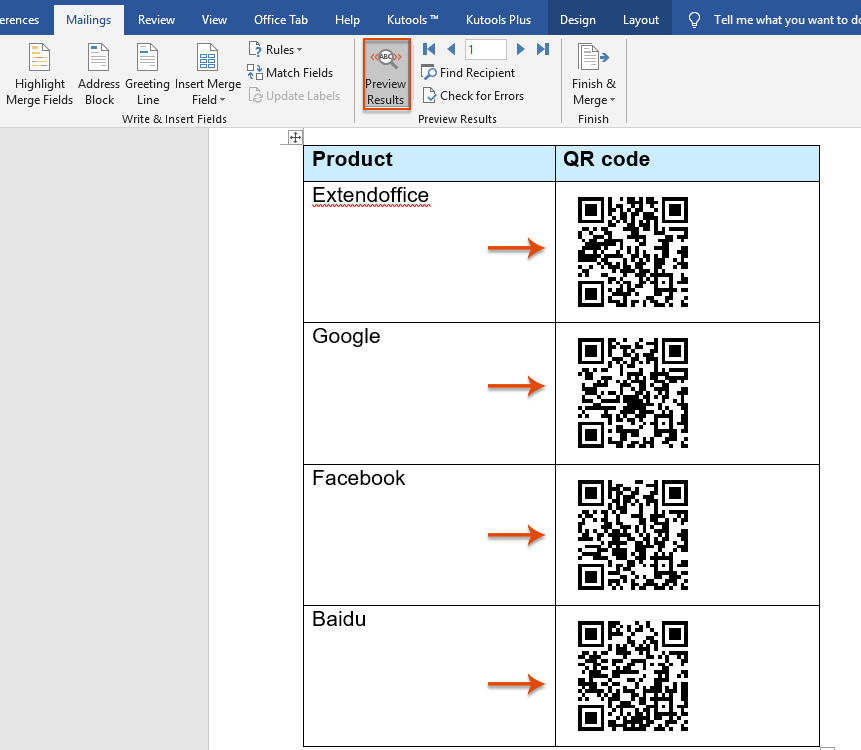 erences Mailings Review View Office Tab Help Kutools ™ Kutools Plus Design Layout Tell me what you want to do
Highlight
Merge Fields
Address
Block
Greeting
Line
Insert Merge
Field
Rules
Match Fields
Update Labels
Write & Insert Fields
ABC
Preview
Results
1
Find Recipient
Check for Errors
Preview Results
Finish &
Merge
Finish
Product QR code
Extendoffice
Google
Facebook
Baidu